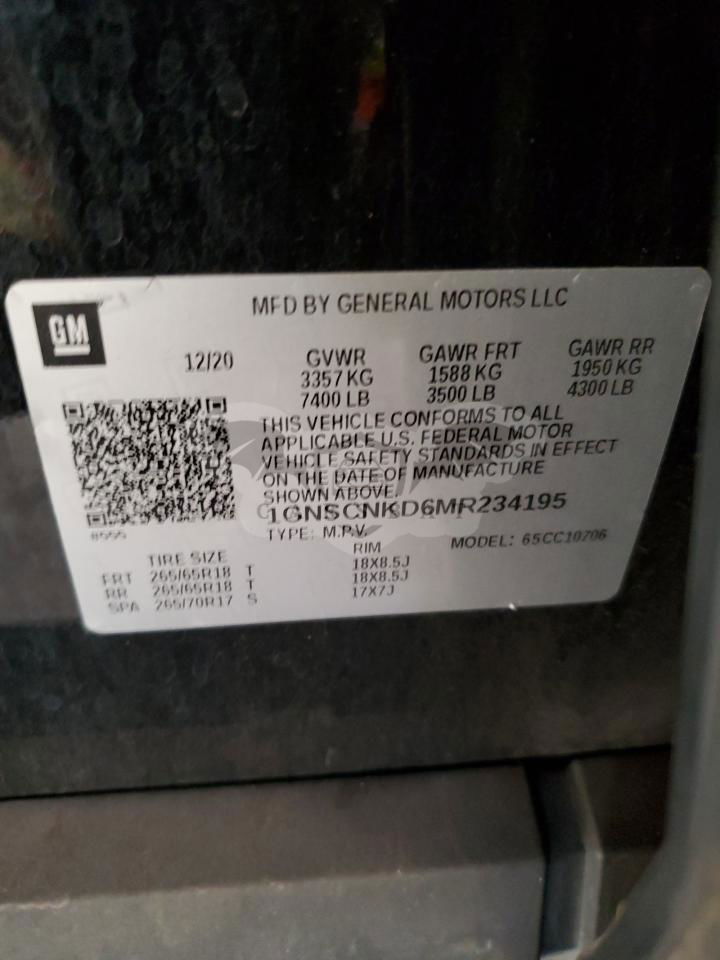 GM
MFD BY GENERAL MOTORS LLC
12/20
GVWR GAWR FRT GAWR RR
3357 KG 1588 KG 1950 KG
7400 LB 3500 LB 4300 LB
THIS VEHICLE CONFORMS TO ALL
APPLICABLE U.S. FEDERAL MOTOR
VEHICLE SAFETY STANDARDS IN EFFECT
ON THE DATE OF MANUFACTURE
SHOWN ABOVE.
1GNSCNKD6MR234195
TYPE: M.P.V. MODEL: 65CC10706
TIRE SIZE RIM
FRT 265/65R18 T 18X8.5J
RR 265/65R18 T 18X8.5J
SPA 265/70R17 S 17X7J